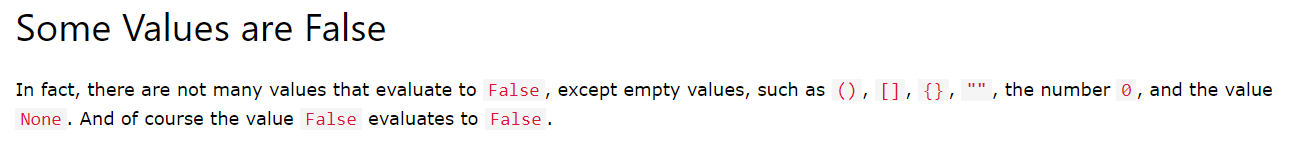 Some Values are False
In fact, there are not many values that evaluate to False, except empty values, such as (), [], {}, "", the number 0, and the value
None. And of course the value False evaluates to False.